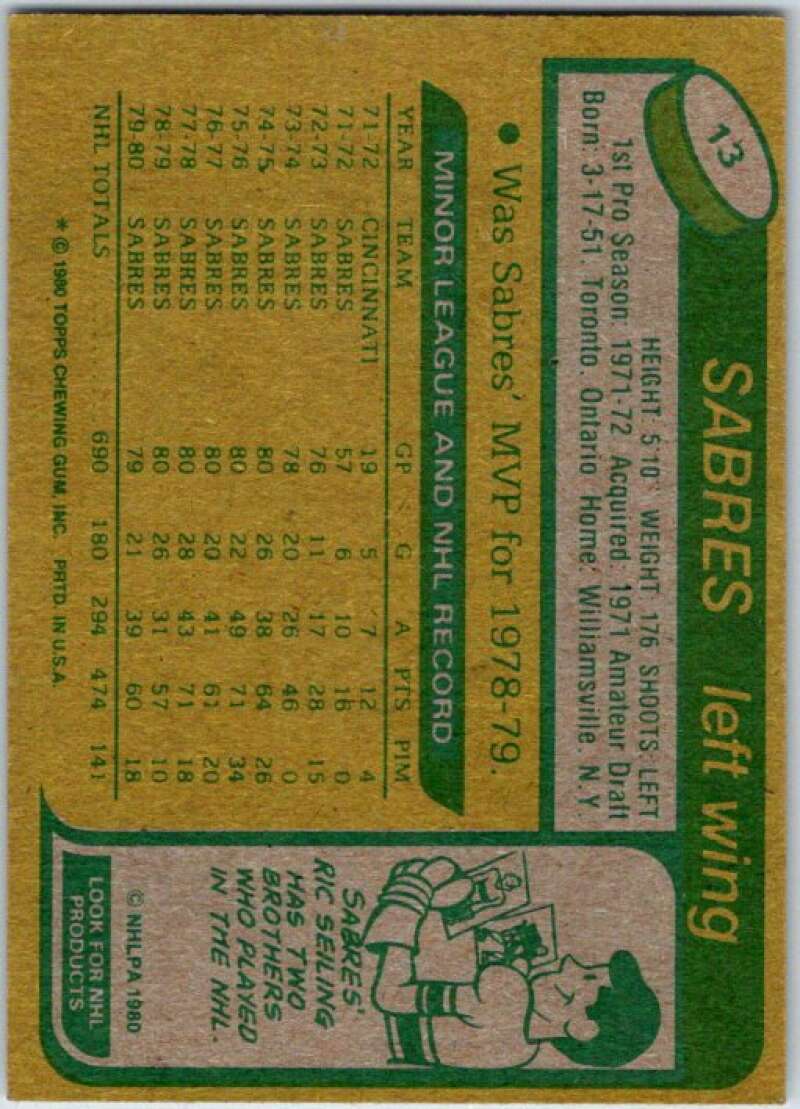 13
SABRES left wing
HEIGHT: 5'10" WEIGHT: 176 SHOOTS: LEFT
1st Pro Season: 1971-72 Acquired: 1971 Amateur Draft
Born: 3-17-51, Toronto, Ontario Home: Williamsville, N.Y.
● Was Sabres' MVP for 1978-79.
MINOR LEAGUE AND NHL RECORD
YEAR TEAM GP G A PTS PIM
71-72 CINCINNATI 19 5 7 12 4
71-72 SABRES 57 6 10 16 0
72-73 SABRES 76 11 17 28 15
73-74 SABRES 78 20 26 46 0
74-75 SABRES 80 26 38 64 26
75-76 SABRES 80 22 49 71 34
76-77 SABRES 80 20 41 61 20
77-78 SABRES 80 28 43 71 18
78-79 SABRES 80 26 31 57 10
79-80 SABRES 79 21 39 60 18
NHL TOTALS 690 180 294 474 141
* © 1980 TOPPS CHEWING GUM, INC. PRTD. IN U.S.A.
SABRES'
RIC SEILING
HAS TWO
BROTHERS
WHO PLAYED
IN THE NHL.
© NHLPA 1980
LOOK FOR NHL
PRODUCTS